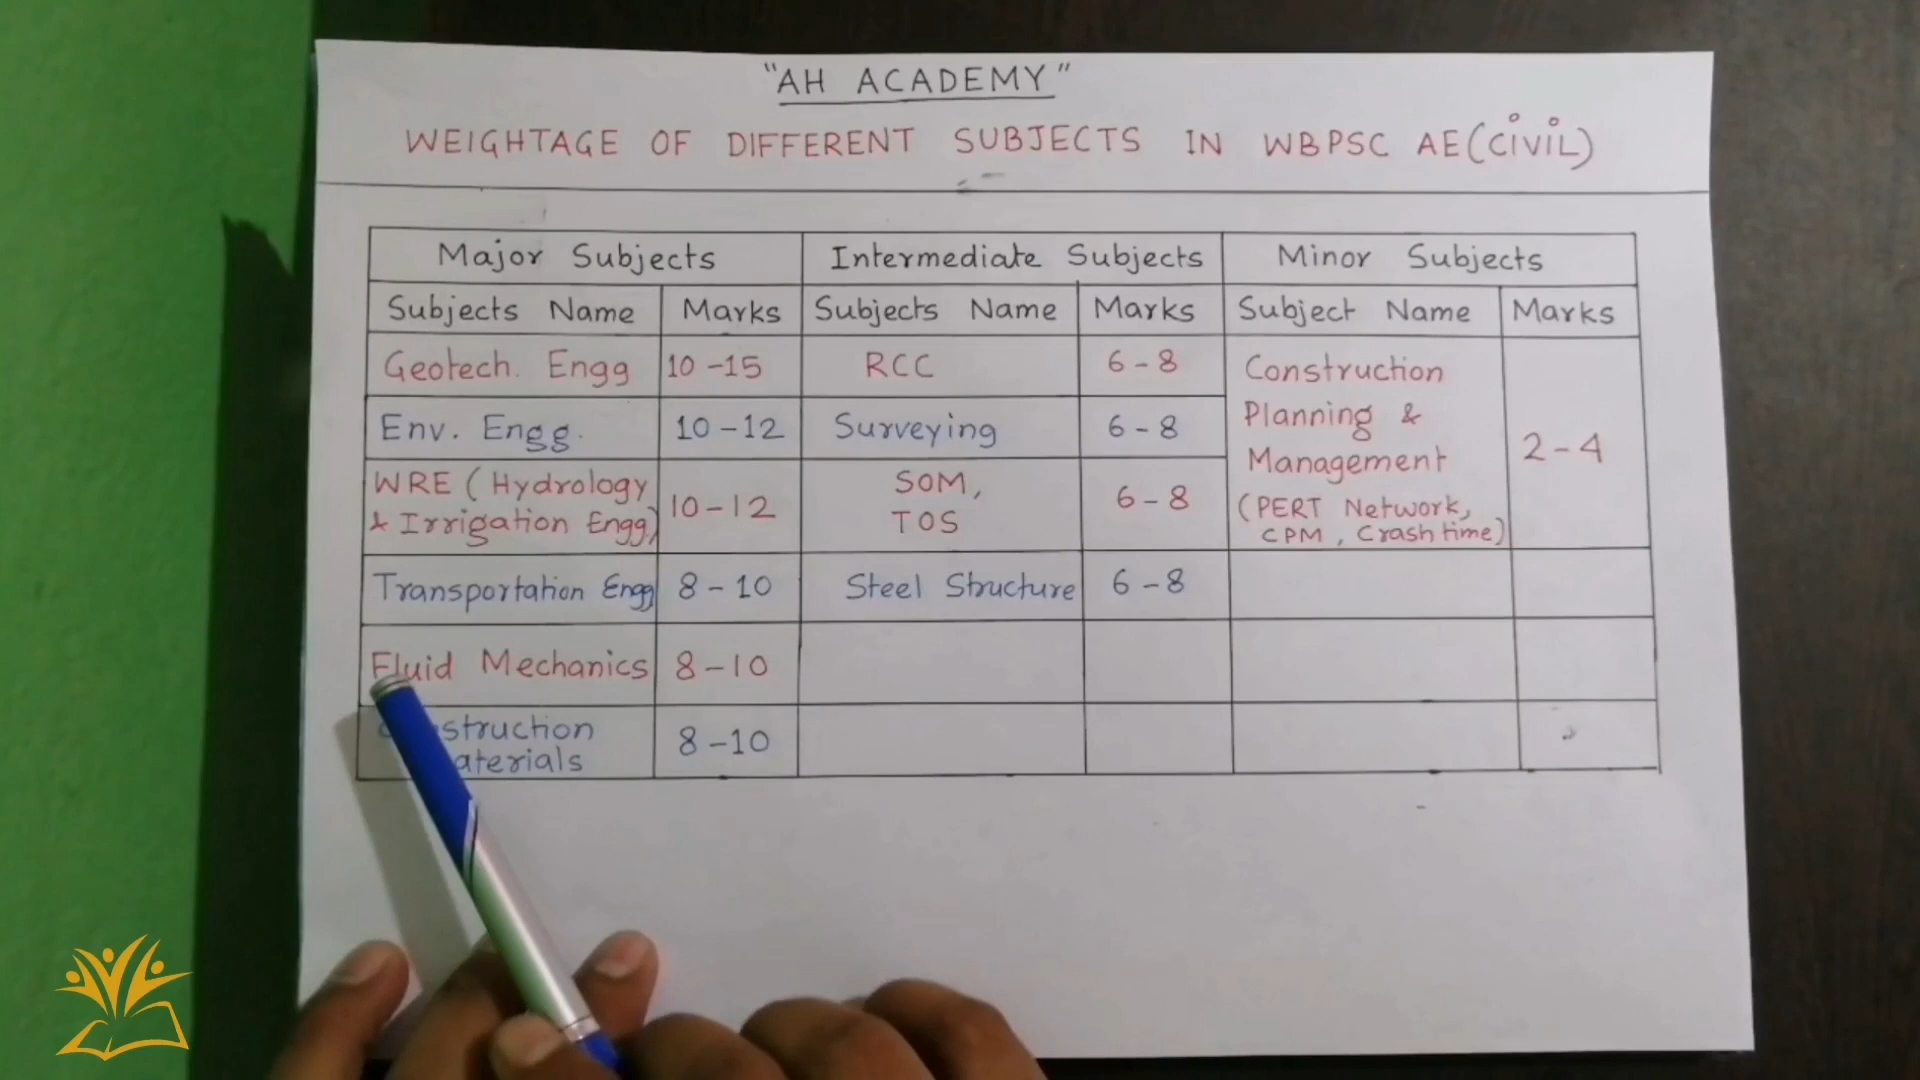 "AH ACADEMY"
WEIGHTAGE OF DIFFERENT SUBJECTS IN WBPSC AE(CiViL)
Major Subjects Intermediate Subjects Minor Subjects
Subjects Name Marks Subjects Name Marks Subject Name Marks
Geotech. Engg 10-15 RCC 6-8 Construction
Planning &
Management
(PERT Network,
CPM, Crash time) 2-4
Env. Engg. 10-12 Surveying 6-8
WRE (Hydrology
& Irrigation Engg) 10-12 SOM,
TOS 6-8
Transportation Engg 8-10 Steel Structure 6-8
Fluid Mechanics 8-10
8-10